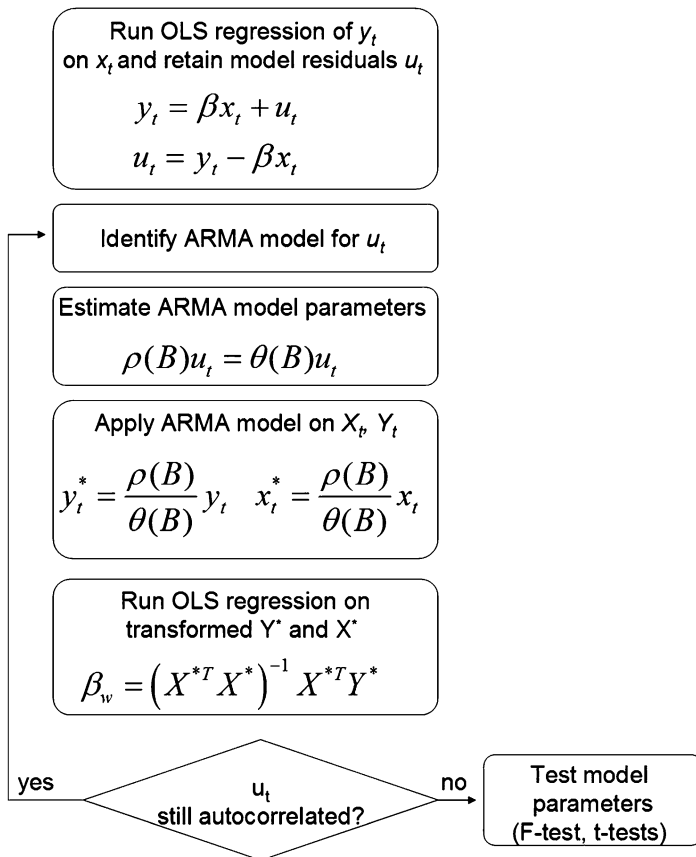 Run OLS regression of yt
on xt and retain model residuals ut
yt = βxt + ut
ut = yt − βxt
Identify ARMA model for ut
Estimate ARMA model parameters
ρ(B)ut = θ(B)ut
Apply ARMA model on Xt, Yt
yt* = ρ(B)/θ(B) yt   xt* = ρ(B)/θ(B) xt
Run OLS regression on
transformed Y* and X*
βw = (X*T X*)−1 X*T Y*
yes
ut
still autocorrelated?
no
Test model
parameters
(F-test, t-tests)